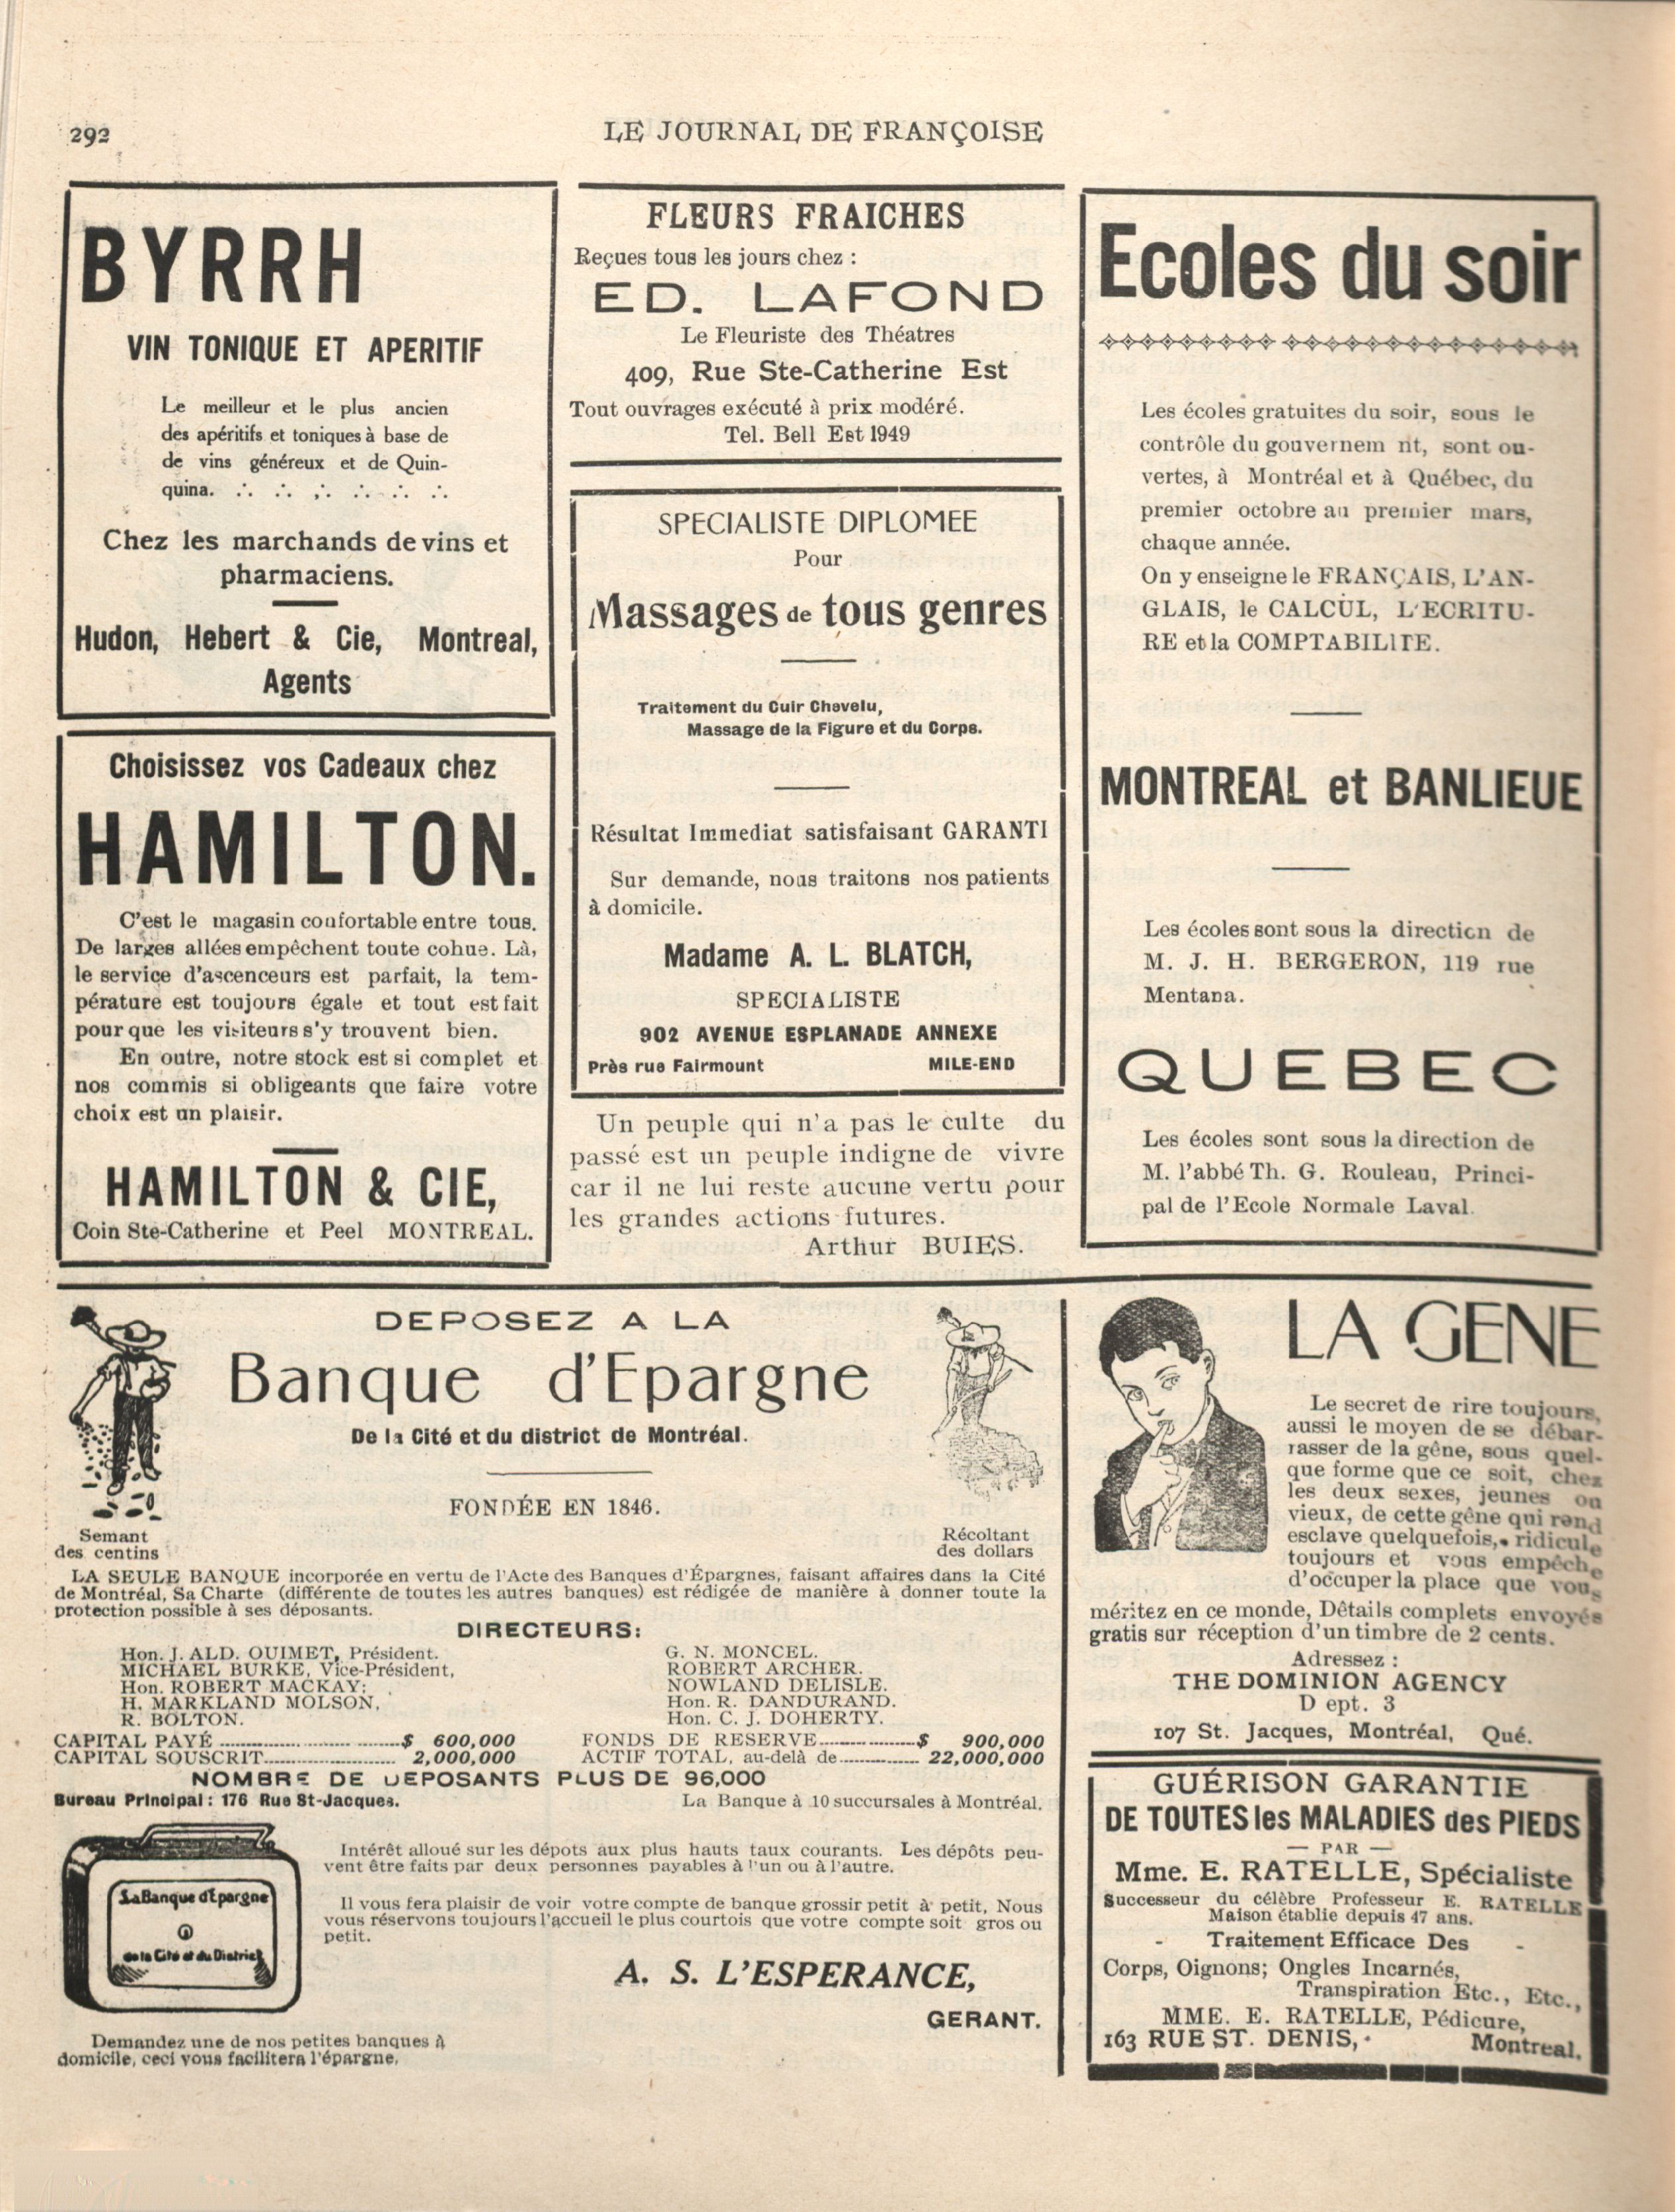 292
LE JOURNAL DE FRANÇOISE
BYRRH
VIN TONIQUE ET APERITIF
Le meilleur et le plus ancien
des apéritifs et toniques à base de
de vins généreux et de Quin-
quina. ∴ ∴ ∴ ∴ ∴ ∴
Chez les marchands de vins et
pharmaciens.
Hudon, Hebert & Cie, Montreal,
Agents
Choisissez vos Cadeaux chez
HAMILTON.
C'est le magasin confortable entre tous.
De larges allées empêchent toute cohue. Là,
le service d'ascenceurs est parfait, la tem-
pérature est toujours égale et tout est fait
pour que les visiteurs s'y trouvent bien.
En outre, notre stock est si complet et
nos commis si obligeants que faire votre
choix est un plaisir.
HAMILTON & CIE,
Coin Ste-Catherine et Peel MONTREAL.
FLEURS FRAICHES
Reçues tous les jours chez :
ED. LAFOND
Le Fleuriste des Théatres
409, Rue Ste-Catherine Est
Tout ouvrages exécuté à prix modéré.
Tel. Bell Est 1949
SPECIALISTE DIPLOMEE
Pour
Massages de tous genres
Traitement du Cuir Chevelu,
Massage de la Figure et du Corps.
Résultat Immediat satisfaisant GARANTI
Sur demande, nous traitons nos patients
à domicile.
Madame A. L. BLATCH,
SPECIALISTE
902 AVENUE ESPLANADE ANNEXE
Près rue Fairmount MILE-END
Un peuple qui n'a pas le culte du
passé est un peuple indigne de vivre
car il ne lui reste aucune vertu pour
les grandes actions futures.
Arthur BUIES.
Ecoles du soir
Les écoles gratuites du soir, sous le
contrôle du gouvernem nt, sont ou-
vertes, à Montréal et à Québec, du
premier octobre au premier mars,
chaque année.
On y enseigne le FRANÇAIS, L'AN-
GLAIS, le CALCUL, L'ECRITU-
RE et la COMPTABILITE.
MONTREAL et BANLIEUE
Les écoles sont sous la direction de
M. J. H. BERGERON, 119 rue
Mentana.
QUEBEC
Les écoles sont sous la direction de
M. l'abbé Th. G. Rouleau, Princi-
pal de l'Ecole Normale Laval.
DEPOSEZ A LA
Banque d'Epargne
De la Cité et du district de Montréal.
FONDÉE EN 1846.
Semant
des centins
Récoltant
des dollars
LA SEULE BANQUE incorporée en vertu de l'Acte des Banques d'Épargnes, faisant affaires dans la Cité
de Montréal, Sa Charte (différente de toutes les autres banques) est rédigée de manière à donner toute la
protection possible à ses déposants.
DIRECTEURS:
Hon. J. ALD. OUIMET, Président.
MICHAEL BURKE, Vice-Président,
Hon. ROBERT MACKAY;
H. MARKLAND MOLSON,
R. BOLTON.
G. N. MONCEL.
ROBERT ARCHER.
NOWLAND DELISLE.
Hon. R. DANDURAND.
Hon. C. J. DOHERTY.
CAPITAL PAYÉ ........ $ 600,000
CAPITAL SOUSCRIT........ 2,000,000
FONDS DE RESERVE........$ 900,000
ACTIF TOTAL, au-delà de........ 22,000,000
NOMBRE DE DEPOSANTS PLUS DE 96,000
Bureau Principal : 176 Rue St-Jacques. La Banque à 10 succursales à Montréal.
LaBanque d'Epargne
de la Cité et du District
Intérêt alloué sur les dépots aux plus hauts taux courants. Les dépôts peu-
vent être faits par deux personnes payables à l'un ou à l'autre.
Il vous fera plaisir de voir votre compte de banque grossir petit à petit, Nous
vous réservons toujours l'accueil le plus courtois que votre compte soit gros ou
petit.
A. S. L'ESPERANCE,
GERANT.
Demandez une de nos petites banques à
domicile, ceci vous facilitera l'épargne.
LA GENE
Le secret de rire toujours,
aussi le moyen de se débar-
rasser de la gêne, sous quel-
que forme que ce soit, chez
les deux sexes, jeunes ou
vieux, de cette gêne qui rend
esclave quelquefois, ridicule
toujours et vous empêche
d'occuper la place que vous
méritez en ce monde, Détails complets envoyés
gratis sur réception d'un timbre de 2 cents.
Adressez :
THE DOMINION AGENCY
D ept. 3
107 St. Jacques, Montréal, Qué.
GUÉRISON GARANTIE
DE TOUTES les MALADIES des PIEDS
— PAR —
Mme. E. RATELLE, Spécialiste
Successeur du célèbre Professeur E. RATELLE
Maison établie depuis 47 ans.
- Traitement Efficace Des -
Corps, Oignons; Ongles Incarnés,
Transpiration Etc., Etc.,
MME. E. RATELLE, Pédicure,
163 RUE ST. DENIS, Montreal.